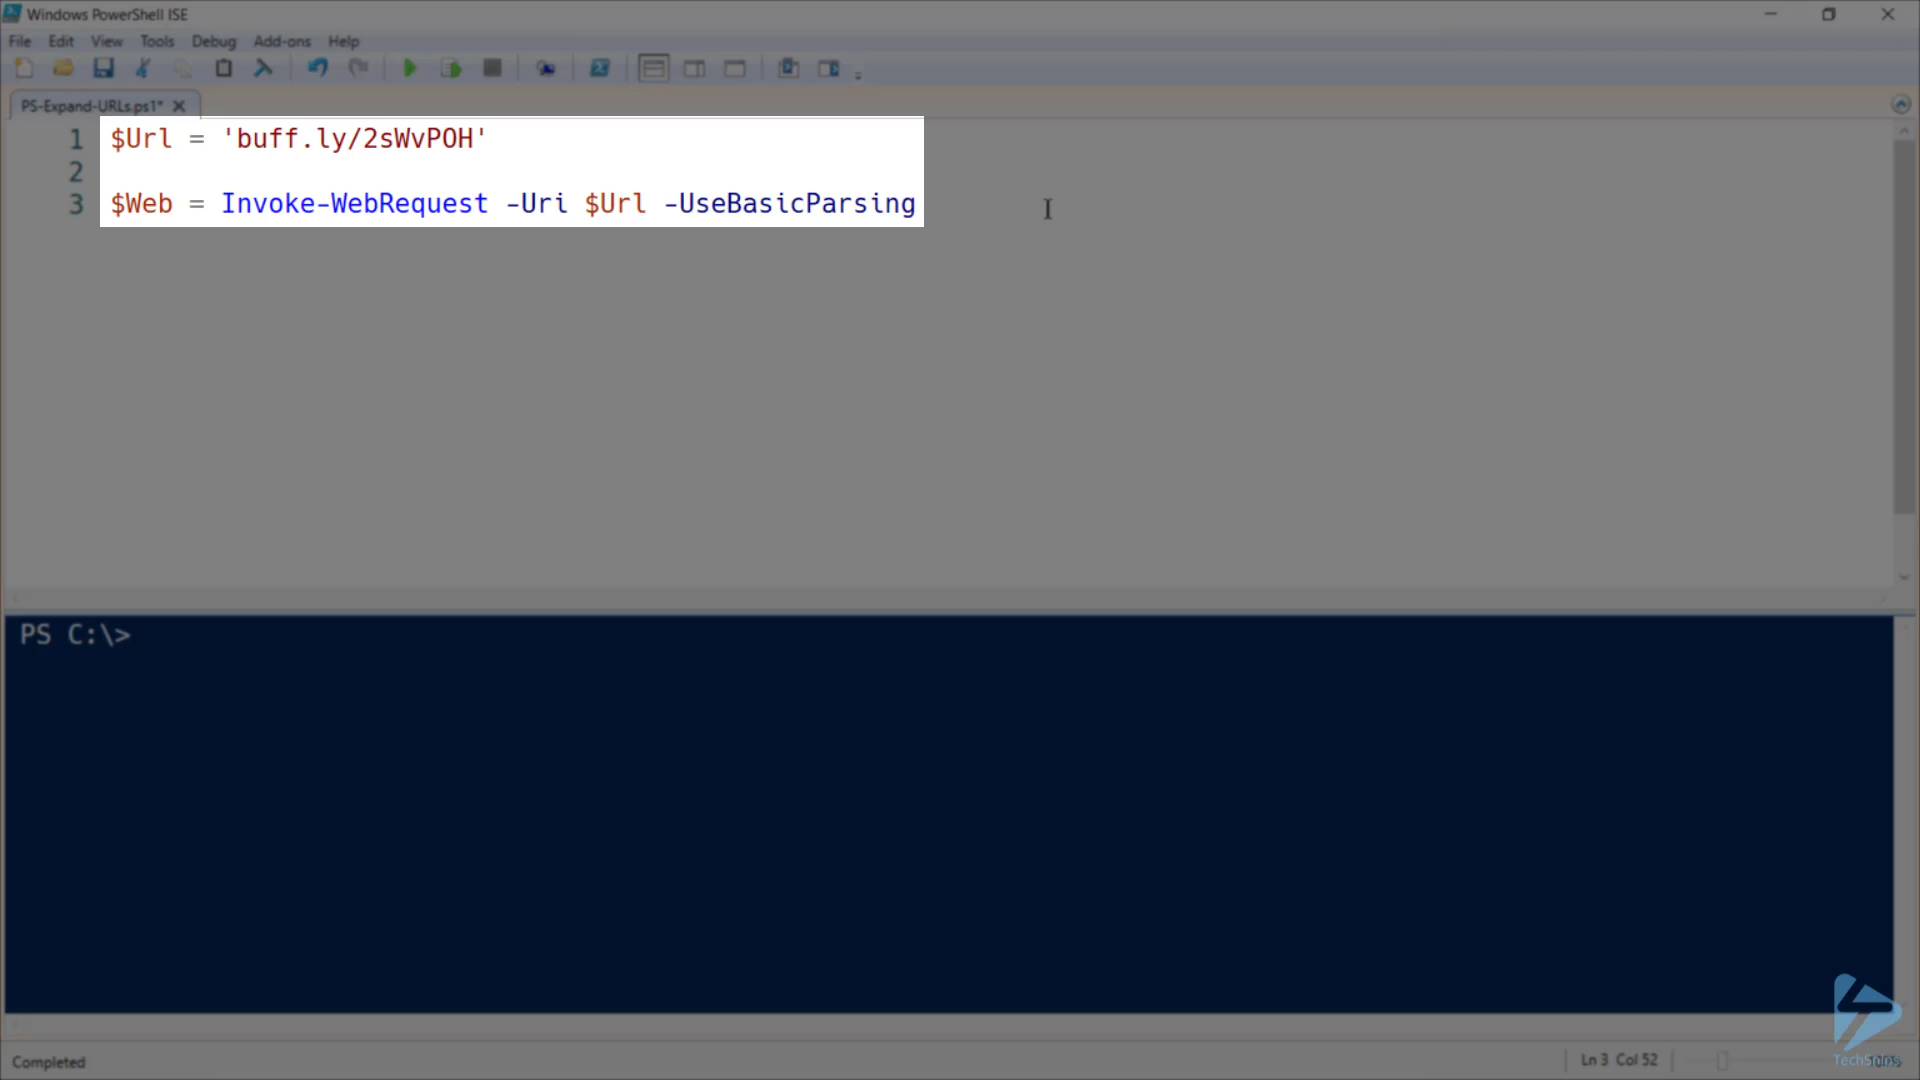 Windows PowerShell ISE
File Edit View Tools Debug Add-ons Help
PS-Expand-URLs.ps1*
1 $Url = 'buff.ly/2sWvPOH'
2
3 $Web = Invoke-WebRequest -Uri $Url -UseBasicParsing
PS C:\>
Completed
Ln 3 Col 52